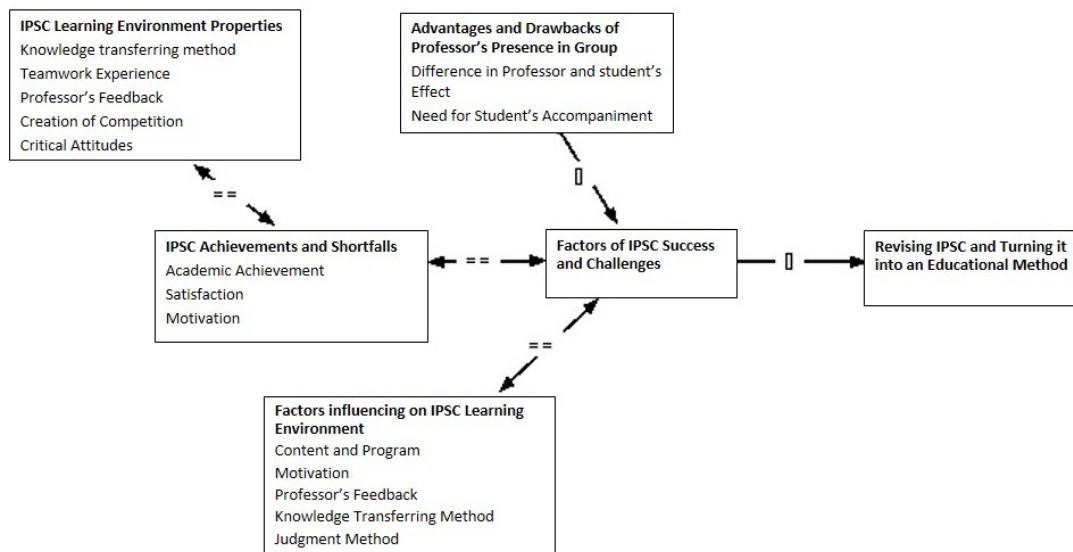 IPSC Learning Environment Properties
Knowledge transferring method
Teamwork Experience
Professor's Feedback
Creation of Competition
Critical Attitudes
Advantages and Drawbacks of
Professor's Presence in Group
Difference in Professor and student's
Effect
Need for Student's Accompaniment
==
[]
IPSC Achievements and Shortfalls
Academic Achievement
Satisfaction
Motivation
==
Factors of IPSC Success
and Challenges
[]
Revising IPSC and Turning it
into an Educational Method
==
Factors influencing on IPSC Learning
Environment
Content and Program
Motivation
Professor's Feedback
Knowledge Transferring Method
Judgment Method